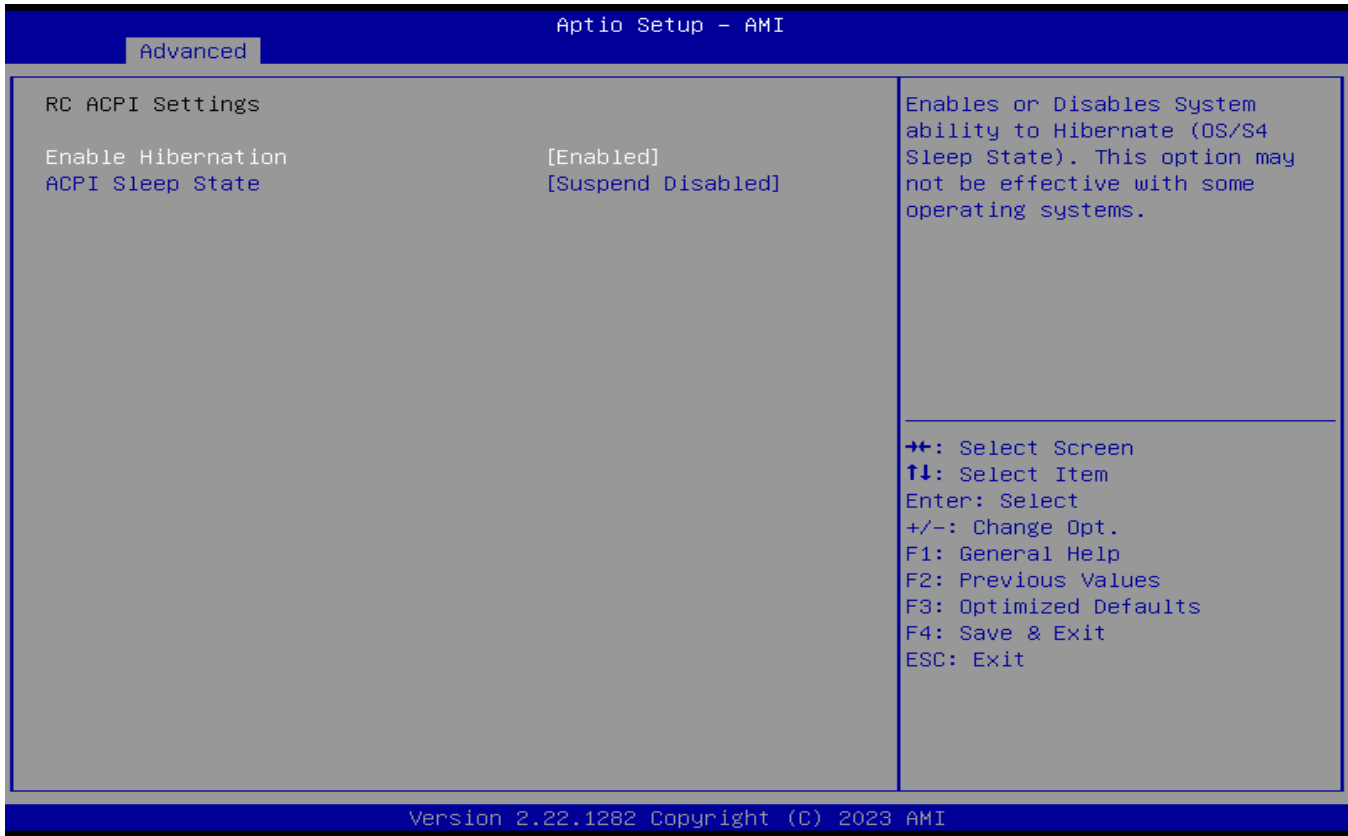 Aptio Setup – AMI
Advanced
RC ACPI Settings
Enable Hibernation [Enabled]
ACPI Sleep State [Suspend Disabled]
Enables or Disables System
ability to Hibernate (OS/S4
Sleep State). This option may
not be effective with some
operating systems.
→←: Select Screen
↑↓: Select Item
Enter: Select
+/-: Change Opt.
F1: General Help
F2: Previous Values
F3: Optimized Defaults
F4: Save & Exit
ESC: Exit
Version 2.22.1282 Copyright (C) 2023 AMI